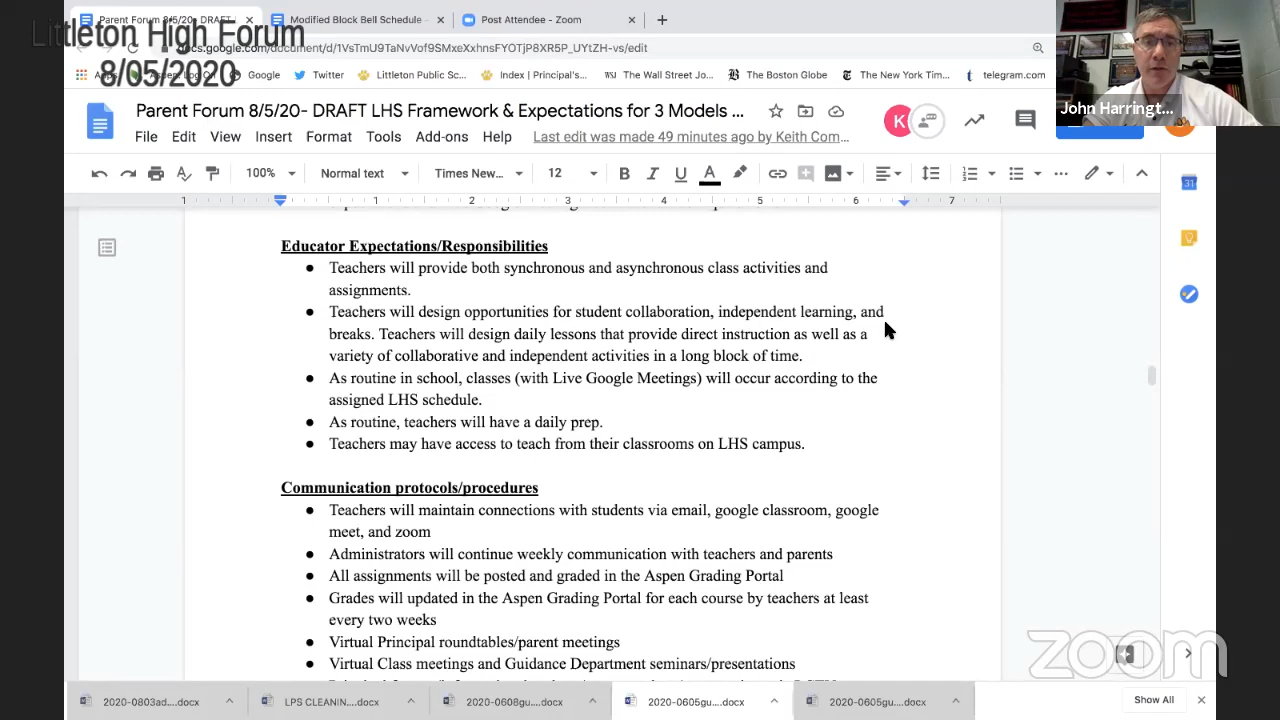 Littleton High Forum
8/05/2020
Parent Forum 8/5/20- DRAFT
Modified Block Bell Schedule -
Post Attendee - Zoom
ocs.google.com/document/d/1VsTmU9TaNvVof9SMxeXxhnsFYOTjP8XR5P_UYtZH-vs/edit
Google
Twitter
Littleton Public Sc...
Index | Principal's...
The Wall Street Jo...
The Boston Globe
The New York Tim...
telegram.com
Parent Forum 8/5/20- DRAFT LHS Framework & Expectations for 3 Models ...
John Harringt...
File Edit View Insert Format Tools Add-ons Help Last edit was made 49 minutes ago by Keith Com...
100% Normal text Times New... 12
1 1 2 3 4 5 6 7
Educator Expectations/Responsibilities
● Teachers will provide both synchronous and asynchronous class activities and
assignments.
● Teachers will design opportunities for student collaboration, independent learning, and
breaks. Teachers will design daily lessons that provide direct instruction as well as a
variety of collaborative and independent activities in a long block of time.
● As routine in school, classes (with Live Google Meetings) will occur according to the
assigned LHS schedule.
● As routine, teachers will have a daily prep.
● Teachers may have access to teach from their classrooms on LHS campus.
Communication protocols/procedures
● Teachers will maintain connections with students via email, google classroom, google
meet, and zoom
● Administrators will continue weekly communication with teachers and parents
● All assignments will be posted and graded in the Aspen Grading Portal
● Grades will updated in the Aspen Grading Portal for each course by teachers at least
every two weeks
● Virtual Principal roundtables/parent meetings
● Virtual Class meetings and Guidance Department seminars/presentations
zoom
2020-0803ad....docx
LPS CLEANIN....docx
2020-0608gu....docx
2020-0605gu....docx
2020-0605gu....docx
Show All